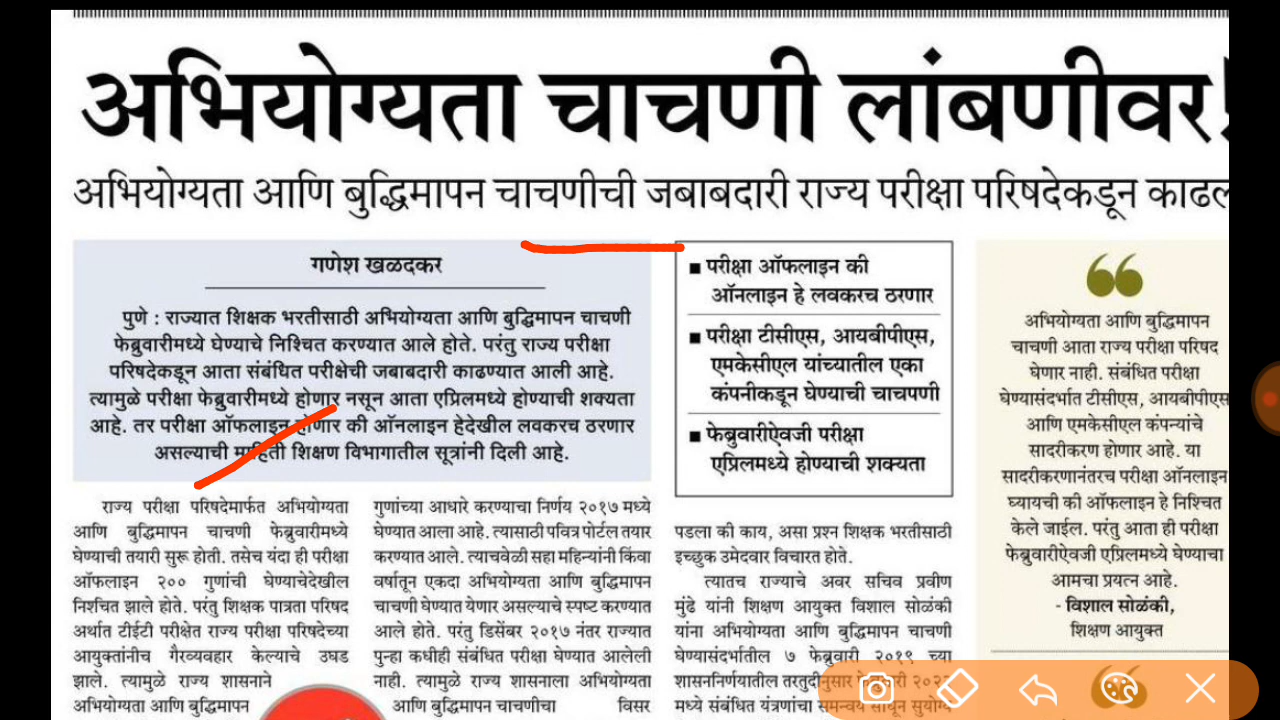 अभियोग्यता चाचणी लांबणीवर!
अभियोग्यता आणि बुद्धिमापन चाचणीची जबाबदारी राज्य परीक्षा परिषदेकडून
गणेश खळदकर
पुणे : राज्यात शिक्षक भरतीसाठी अभियोग्यता आणि बुद्धिमापन चाचणी
फेब्रुवारीमध्ये घेण्याचे निश्चित करण्यात आले होते. परंतु राज्य परीक्षा
परिषदेकडून आता संबंधित परीक्षेची जबाबदारी काढण्यात आली आहे.
त्यामुळे परीक्षा फेब्रुवारीमध्ये होणार नसून आता एप्रिलमध्ये होण्याची शक्यता
आहे. तर परीक्षा ऑफलाइन होणार की ऑनलाइन हेदेखील लवकरच ठरणार
असल्याची माहिती शिक्षण विभागातील सूत्रांनी दिली आहे.
राज्य परीक्षा परिषदेमार्फत अभियोग्यता
आणि बुद्धिमापन चाचणी फेब्रुवारीमध्ये
घेण्याची तयारी सुरू होती. तसेच यंदा ही परीक्षा
ऑफलाइन २०० गुणांची घेण्याचेदेखील
निश्चित झाले होते. परंतु शिक्षक पात्रता परिषद
अर्थात टीईटी परीक्षेत राज्य परीक्षा परिषदेच्या
आयुक्तांनीच गैरव्यवहार केल्याचे उघड
झाले. त्यामुळे राज्य शासनाने
अभियोग्यता आणि बुद्धिमापन
गुणांच्या आधारे करण्याचा निर्णय २०१७ मध्ये
घेण्यात आला आहे. त्यासाठी पवित्र पोर्टल तयार
करण्यात आले. त्याचवेळी सहा महिन्यांनी किंवा
वर्षातून एकदा अभियोग्यता आणि बुद्धिमापन
चाचणी घेण्यात येणार असल्याचे स्पष्ट करण्यात
आले होते. परंतु डिसेंबर २०१७ नंतर राज्यात
पुन्हा कधीही संबंधित परीक्षा घेण्यात आलेली
नाही. त्यामुळे राज्य शासनाला अभियोग्यता
आणि बुद्धिमापन चाचणीचा विसर
■ परीक्षा ऑफलाइन की
ऑनलाइन हे लवकरच ठरणार
■ परीक्षा टीसीएस, आयबीपीएस,
एमकेसीएल यांच्यातील एका
कंपनीकडून घेण्याची चाचपणी
■ फेब्रुवारीऐवजी परीक्षा
एप्रिलमध्ये होण्याची शक्यता
पडला की काय, असा प्रश्न शिक्षक भरतीसाठी
इच्छुक उमेदवार विचारत होते.
त्यातच राज्याचे अवर सचिव प्रवीण
मुंढे यांनी शिक्षण आयुक्त विशाल सोळंकी
यांना अभियोग्यता आणि बुद्धिमापन चाचणी
घेण्यासंदर्भातील ७ फेब्रुवारी २०१९ च्या
शासननिर्णयातील
मध्ये संबंधित यंत्रणांचा समन्वय साधून सुयोग्य
अभियोग्यता आणि बुद्धिमापन
चाचणी आता राज्य परीक्षा परिषद
घेणार नाही. संबंधित परीक्षा
घेण्यासंदर्भात टीसीएस, आयबीपीएस
आणि एमकेसीएल कंपन्यांचे
सादरीकरण होणार आहे. या
सादरीकरणानंतरच परीक्षा ऑनलाइन
घ्यायची की ऑफलाइन हे निश्चित
केले जाईल. परंतु आता ही परीक्षा
फेब्रुवारीऐवजी एप्रिलमध्ये घेण्याचा
आमचा प्रयत्न आहे.
- विशाल सोळंकी,
शिक्षण आयुक्त